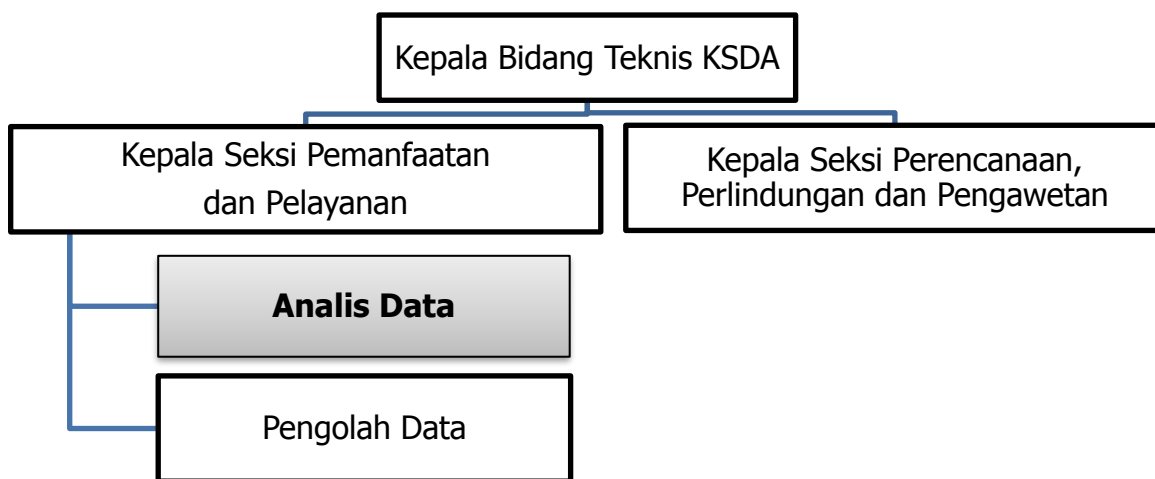 Kepala Bidang Teknis KSDA
Kepala Seksi Pemanfaatan
dan Pelayanan
Kepala Seksi Perencanaan,
Perlindungan dan Pengawetan
Analis Data
Pengolah Data